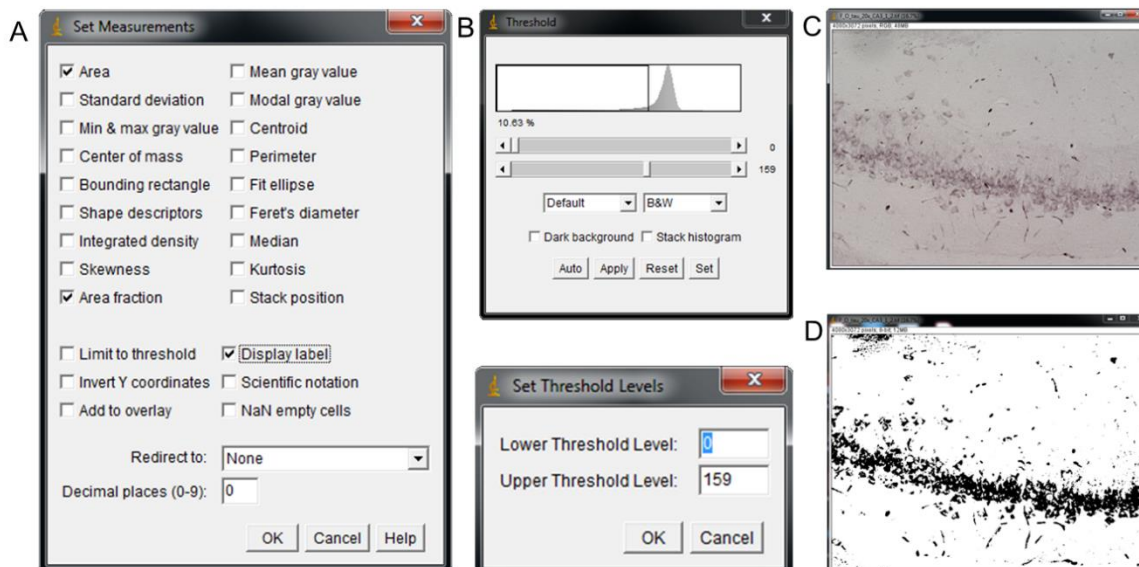 A
Set Measurements
Area Mean gray value
Standard deviation Modal gray value
Min & max gray value Centroid
Center of mass Perimeter
Bounding rectangle Fit ellipse
Shape descriptors Feret's diameter
Integrated density Median
Skewness Kurtosis
Area fraction Stack position
Limit to threshold Display label
Invert Y coordinates Scientific notation
Add to overlay NaN empty cells
Redirect to: None
Decimal places (0-9): 0
OK Cancel Help
B
Threshold
10.63 %
0
159
Default B&W
Dark background Stack histogram
Auto Apply Reset Set
Set Threshold Levels
Lower Threshold Level: 0
Upper Threshold Level: 159
OK Cancel
C
D